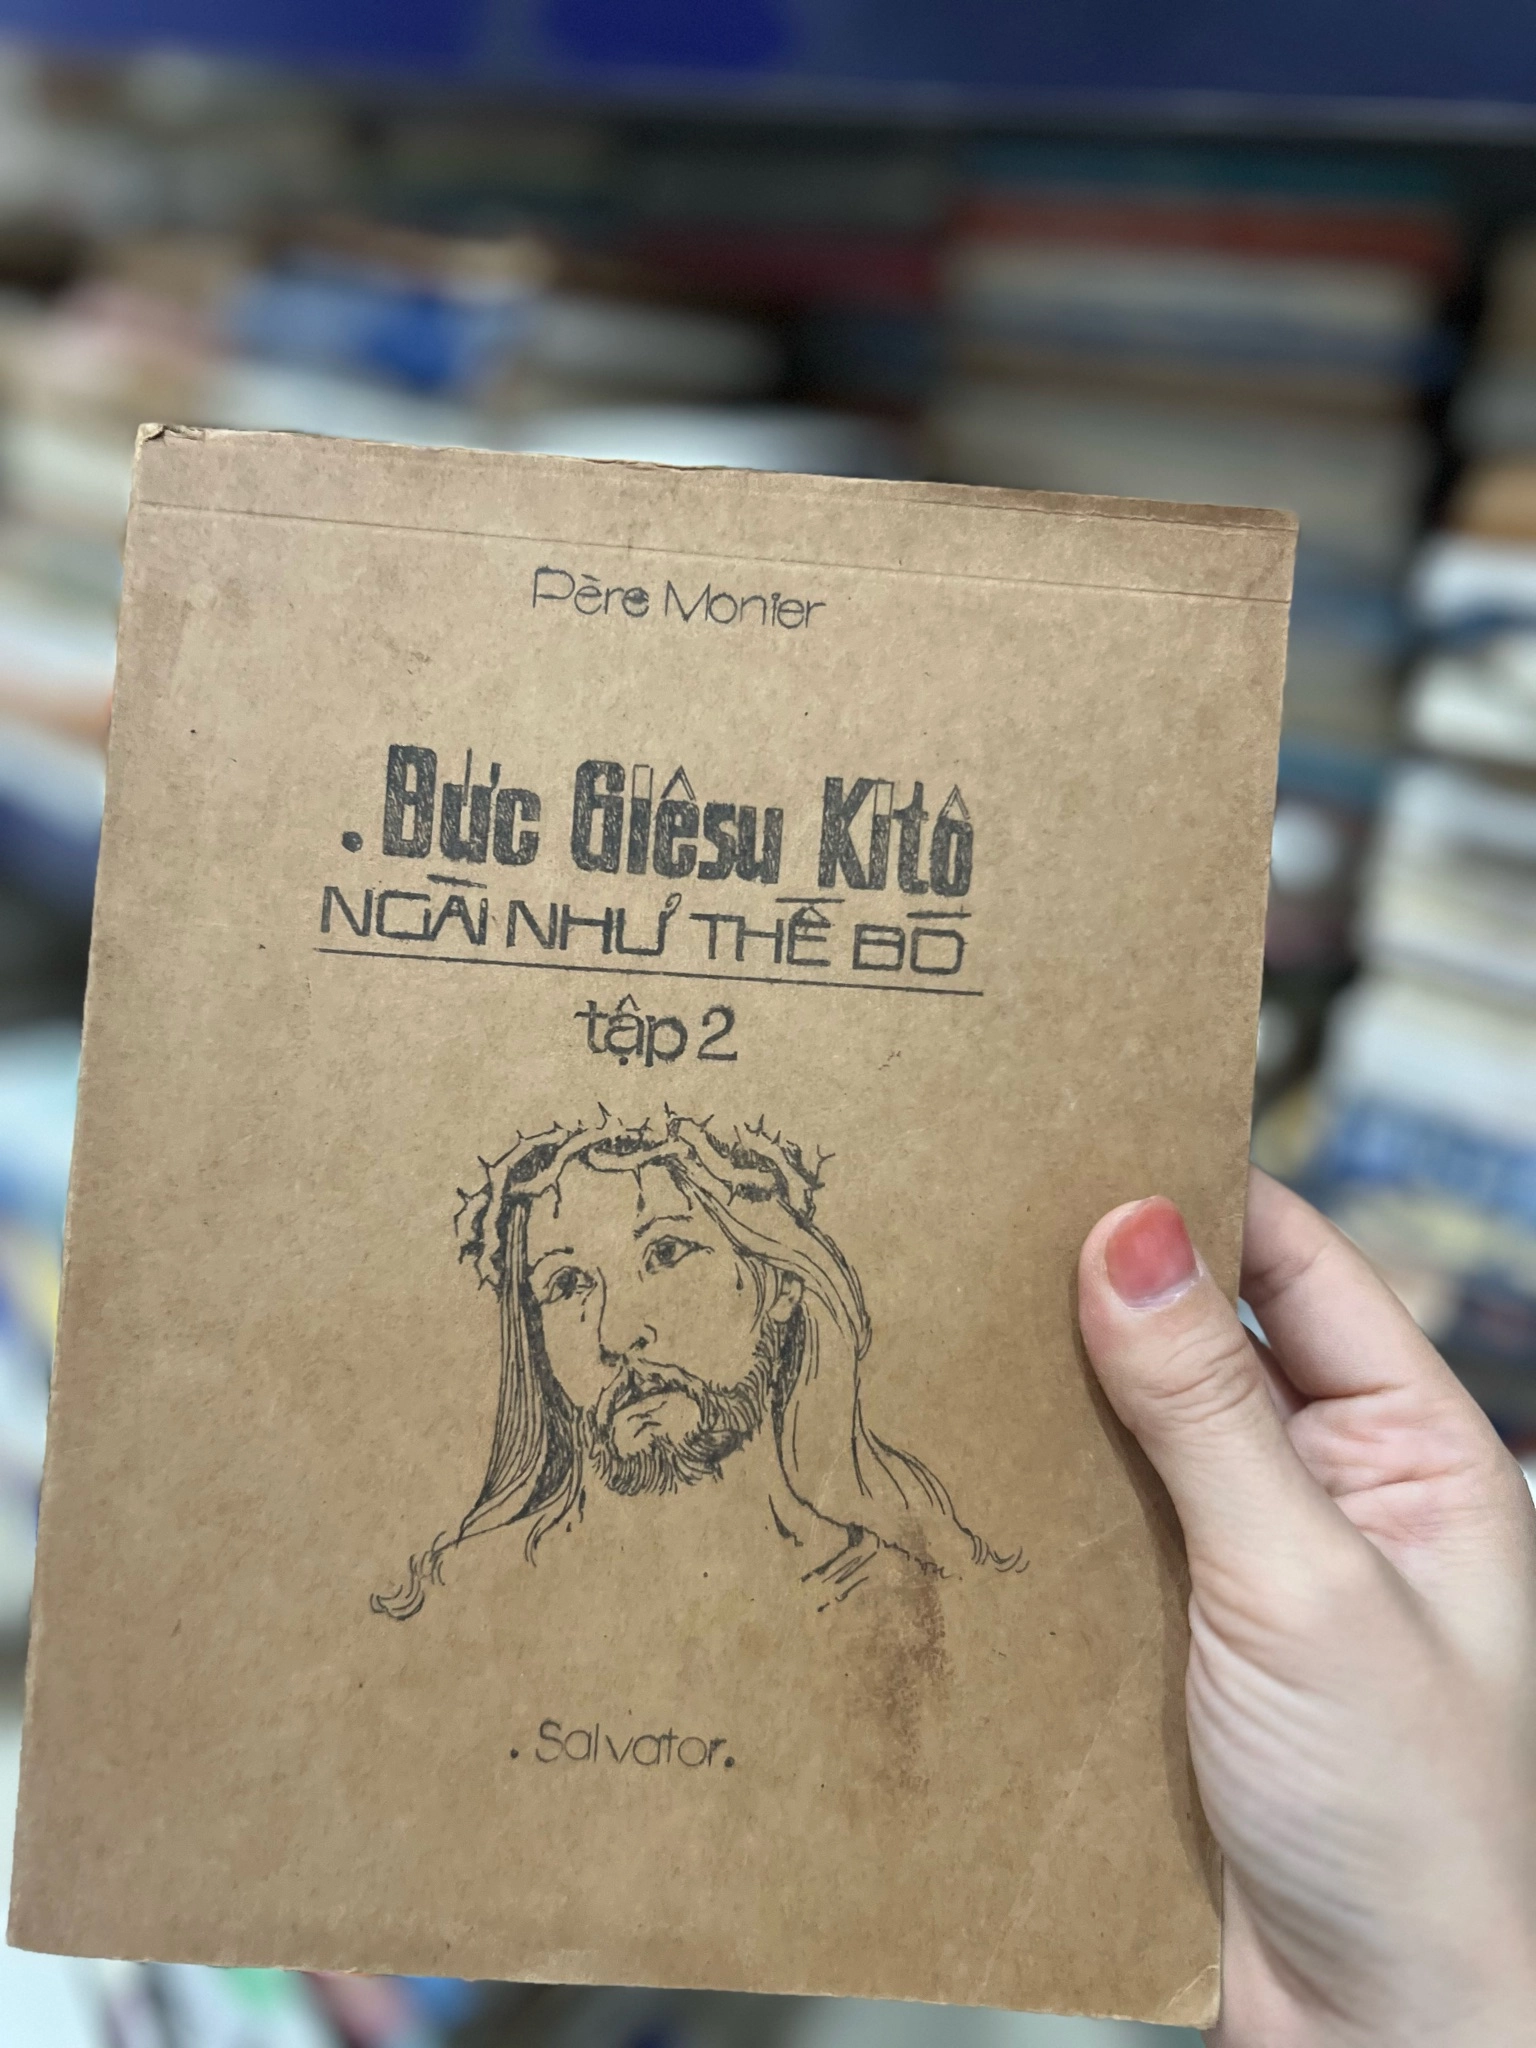 Père Monier
. Đức Giêsu Kitô
NGÀI NHƯ THẾ ĐÓ
tập 2
. Salvator.